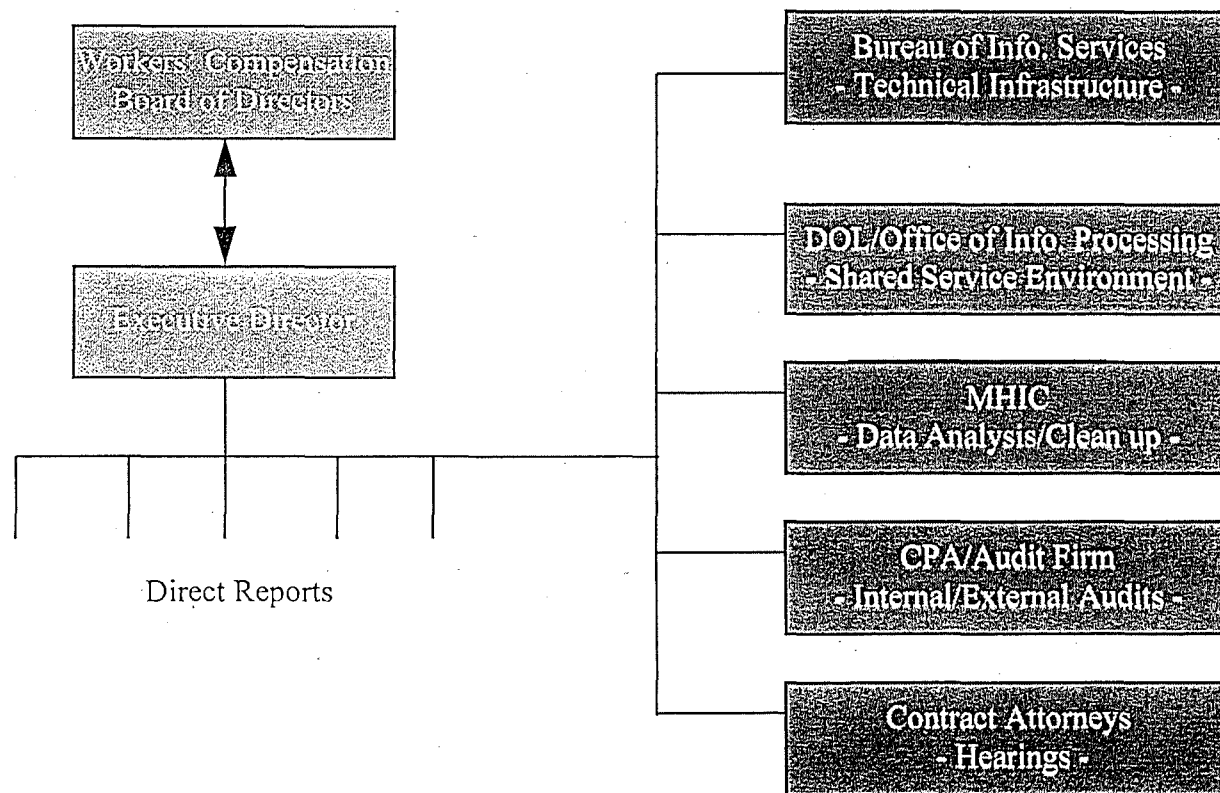 Workers' Compensation
Board of Directors
Executive Director
Direct Reports
Bureau of Info. Services
- Technical Infrastructure -
DOL/Office of Info. Processing
- Shared Service Environment -
MHIC
- Data Analysis/Clean up -
CPA/Audit Firm
- Internal/External Audits -
Contract Attorneys
- Hearings -